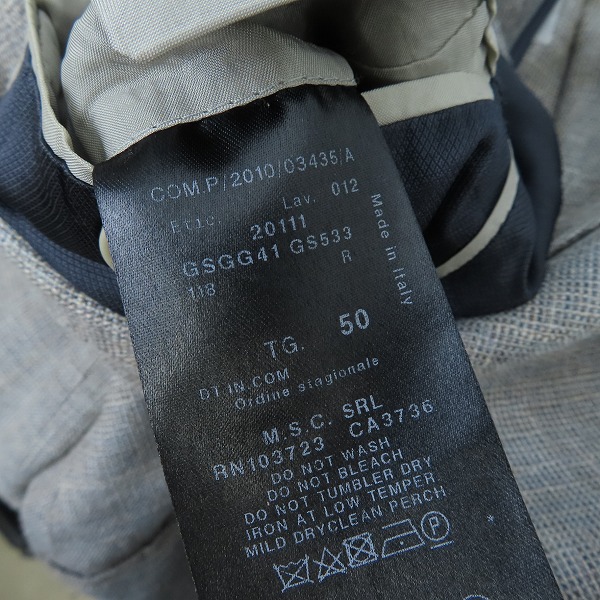 COM.P/2010/03435/A
Etic. Lav. 012
20111
GSGG41 GS533
118 R
Made in Italy
TG. 50
DT IN.COM
Ordine stagionale
M.S.C. SRL
RN103723 CA3736
DO NOT WASH
DO NOT BLEACH
DO NOT TUMBLER DRY
IRON AT LOW TEMPER.
MILD DRYCLEAN PERCH
P